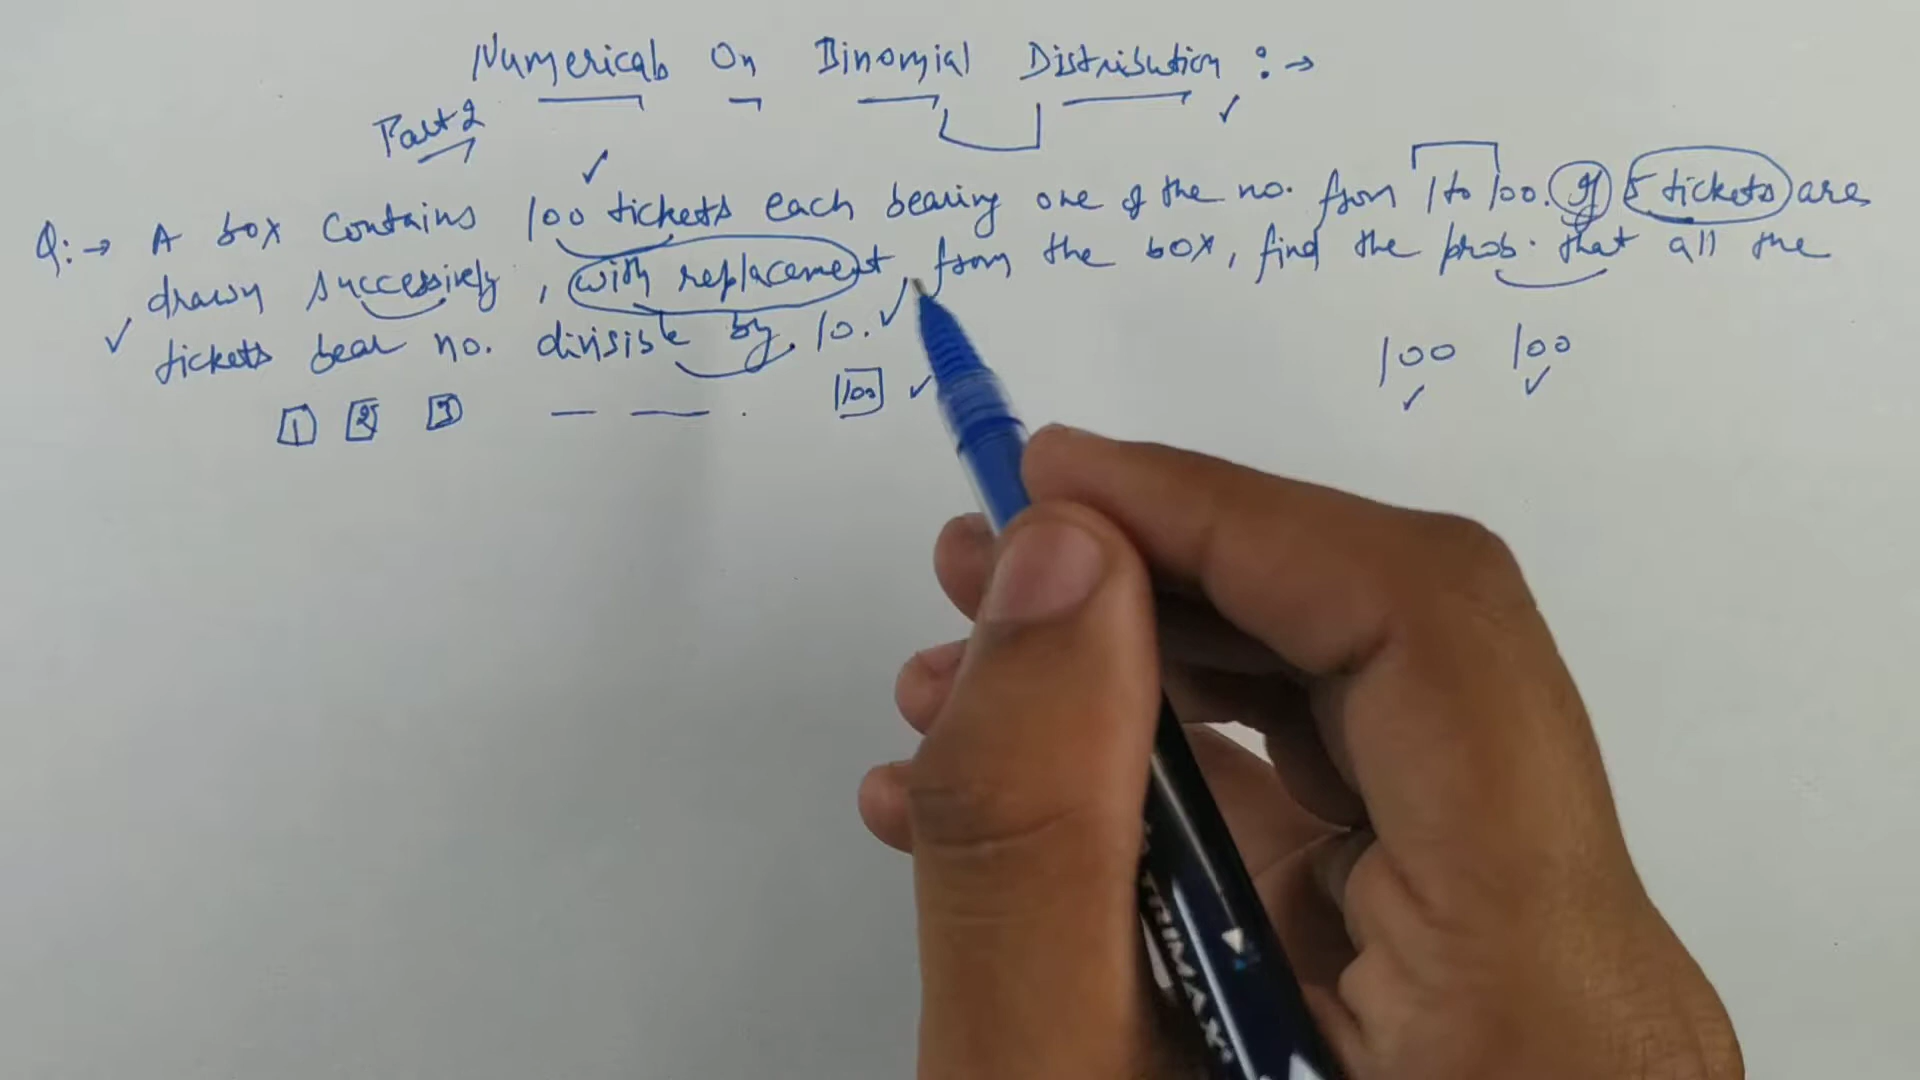 Numericals On Binomial Distribution :→
Part 2
Q:→ A box contains 100 tickets each bearing one of the no. from 1 to 100. If 5 tickets are
drawn successively, with replacement, from the box, find the prob. that all the
tickets bear no. divisible by 10.
100 100
1 2 3 — — . 100
TRIMAX